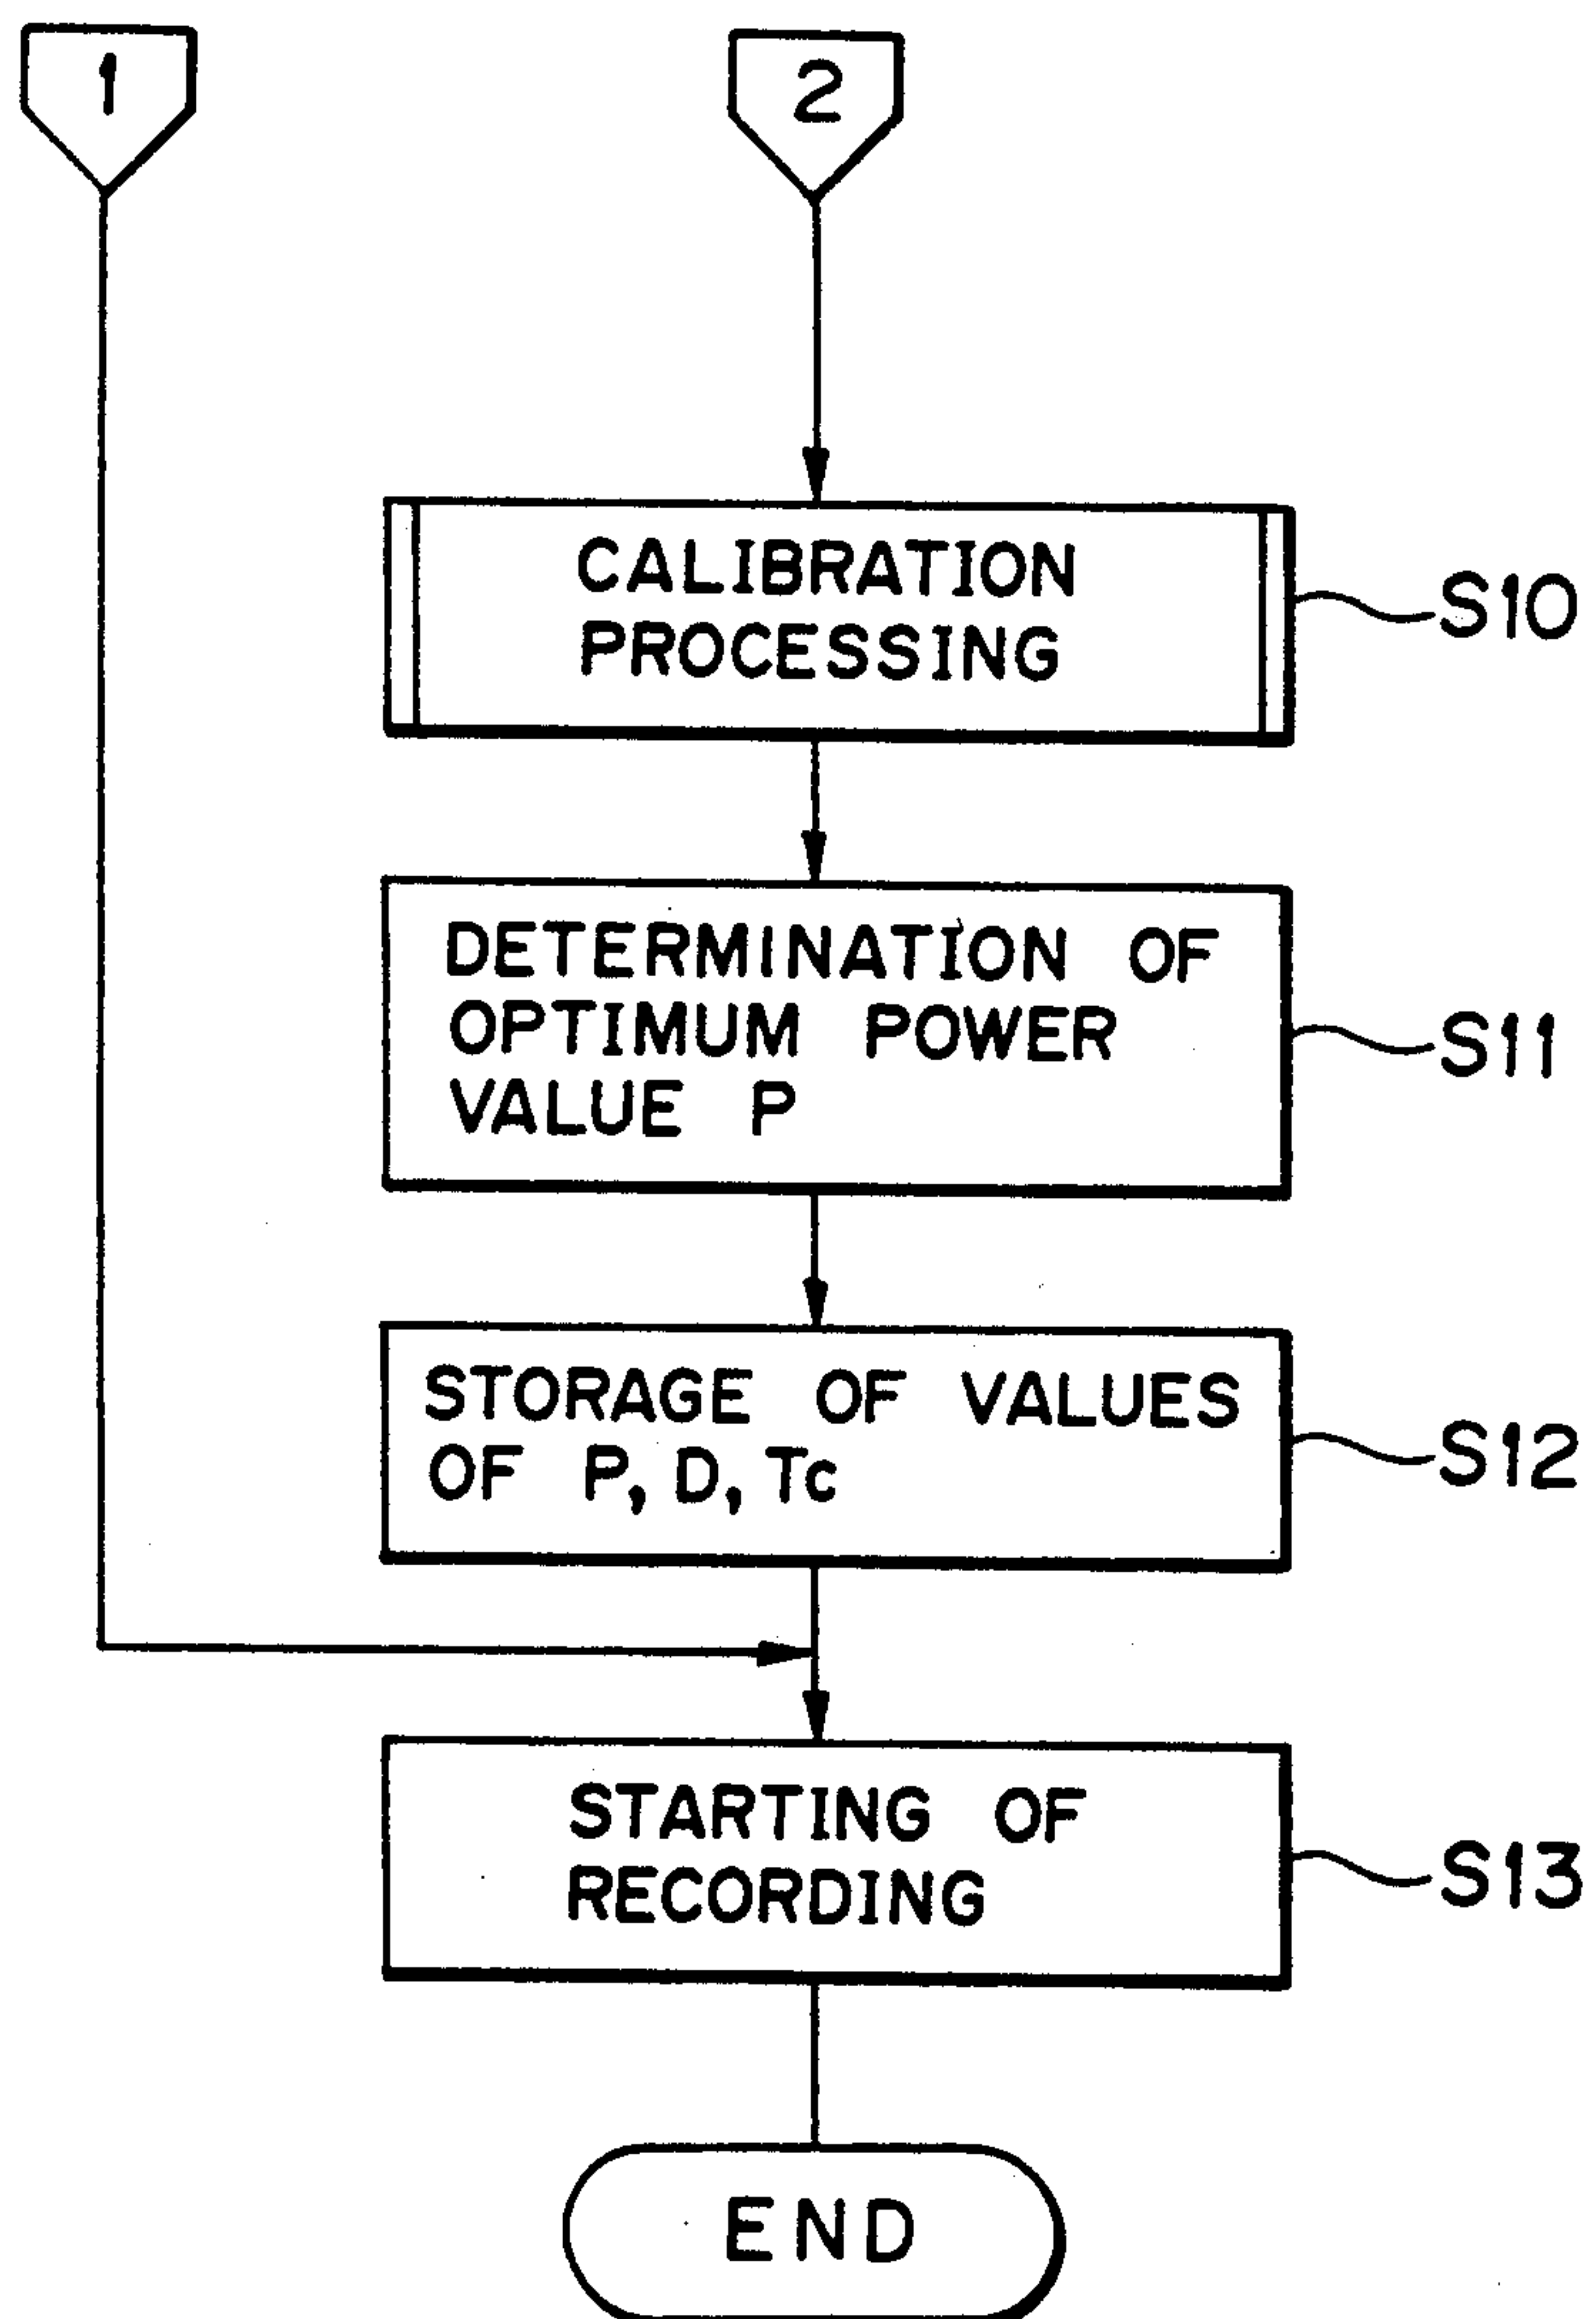 1
2
CALIBRATION
PROCESSING
S10
DETERMINATION OF
OPTIMUM POWER
VALUE P
S11
STORAGE OF VALUES
OF P, D, Tc
S12
STARTING OF
RECORDING
S13
END